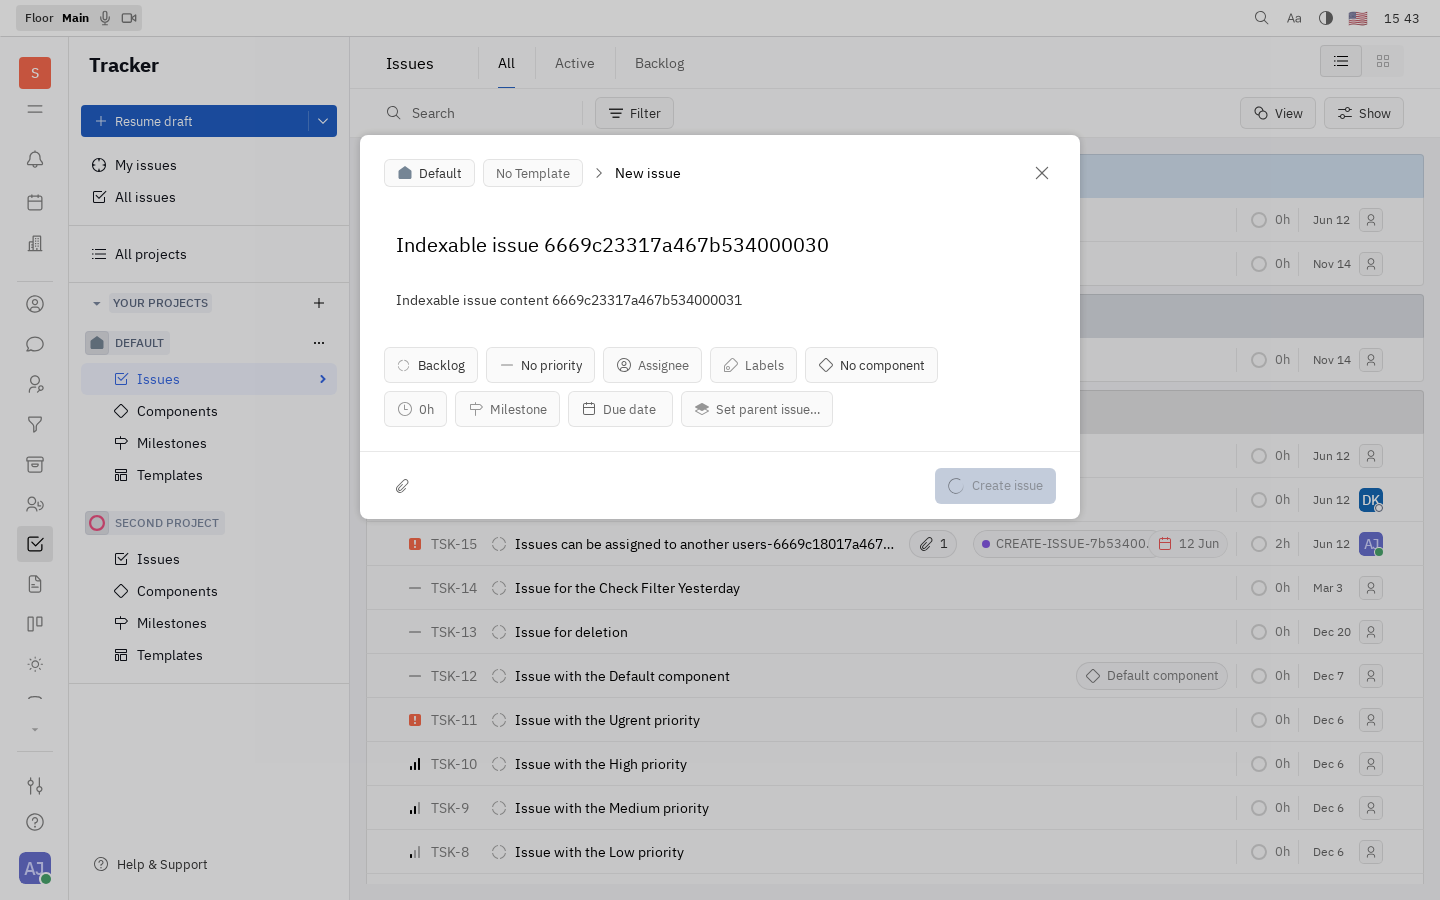 Floor Main
Aa
15 43
S
Tracker
Resume draft
My issues
All issues
All projects
YOUR PROJECTS
DEFAULT
Issues
Components
Milestones
Templates
SECOND PROJECT
Issues
Components
Milestones
Templates
Help & Support
AJ
Issues
All
Active
Backlog
Search
Filter
View
Show
Default
No Template
New issue
Indexable issue 6669c23317a467b534000030
Indexable issue content 6669c23317a467b534000031
Backlog
No priority
Assignee
Labels
No component
0h
Milestone
Due date
Set parent issue...
Create issue
0h Jun 12
0h Nov 14
0h Nov 14
0h Jun 12
0h Jun 12 DK
TSK-15 Issues can be assigned to another users-6669c18017a467... 1 CREATE-ISSUE-7b53400. 12 Jun 2h Jun 12 AJ
TSK-14 Issue for the Check Filter Yesterday 0h Mar 3
TSK-13 Issue for deletion 0h Dec 20
TSK-12 Issue with the Default component Default component 0h Dec 7
TSK-11 Issue with the Ugrent priority 0h Dec 6
TSK-10 Issue with the High priority 0h Dec 6
TSK-9 Issue with the Medium priority 0h Dec 6
TSK-8 Issue with the Low priority 0h Dec 6